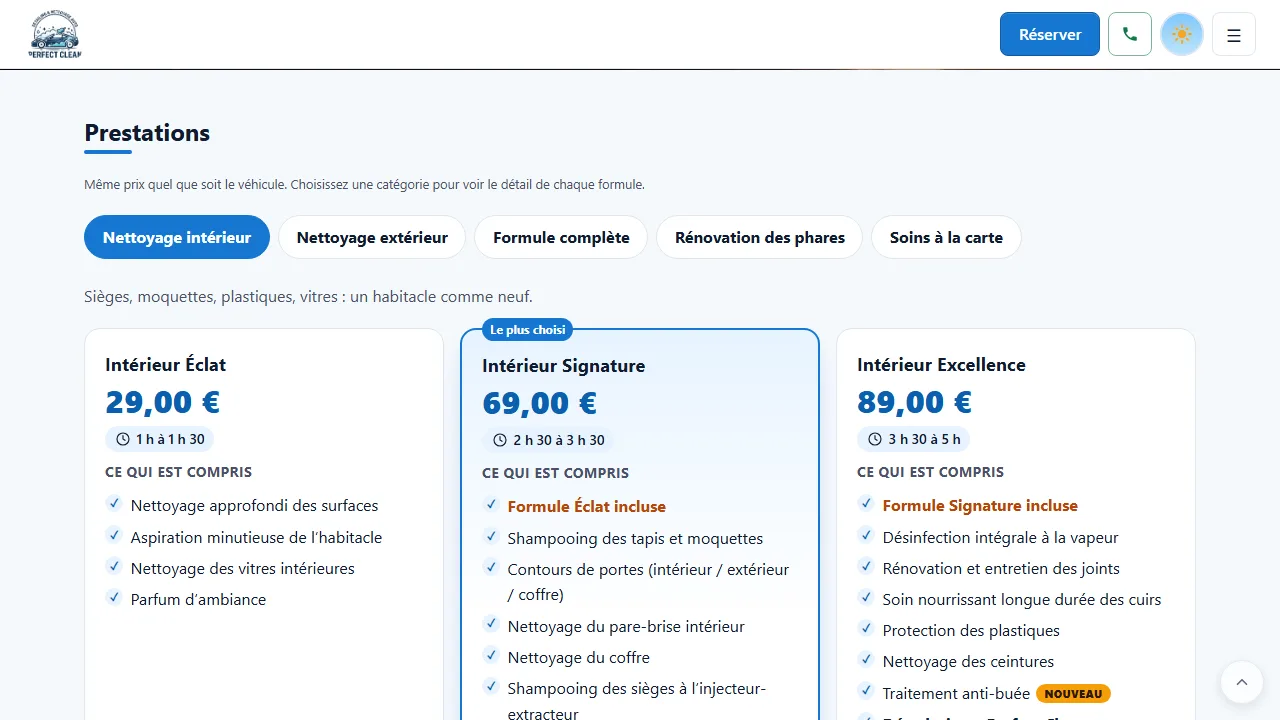 PERFECT CLEAN
Réserver
Prestations
Même prix quel que soit le véhicule. Choisissez une catégorie pour voir le détail de chaque formule.
Nettoyage intérieur
Nettoyage extérieur
Formule complète
Rénovation des phares
Soins à la carte
Sièges, moquettes, plastiques, vitres : un habitacle comme neuf.
Intérieur Éclat
29,00 €
1 h à 1 h 30
CE QUI EST COMPRIS
Nettoyage approfondi des surfaces
Aspiration minutieuse de l’habitacle
Nettoyage des vitres intérieures
Parfum d’ambiance
Le plus choisi
Intérieur Signature
69,00 €
2 h 30 à 3 h 30
CE QUI EST COMPRIS
Formule Éclat incluse
Shampooing des tapis et moquettes
Contours de portes (intérieur / extérieur
/ coffre)
Nettoyage du pare-brise intérieur
Nettoyage du coffre
Shampooing des sièges à l’injecteur-
extracteur
Intérieur Excellence
89,00 €
3 h 30 à 5 h
CE QUI EST COMPRIS
Formule Signature incluse
Désinfection intégrale à la vapeur
Rénovation et entretien des joints
Soin nourrissant longue durée des cuirs
Protection des plastiques
Nettoyage des ceintures
Traitement anti-buée NOUVEAU